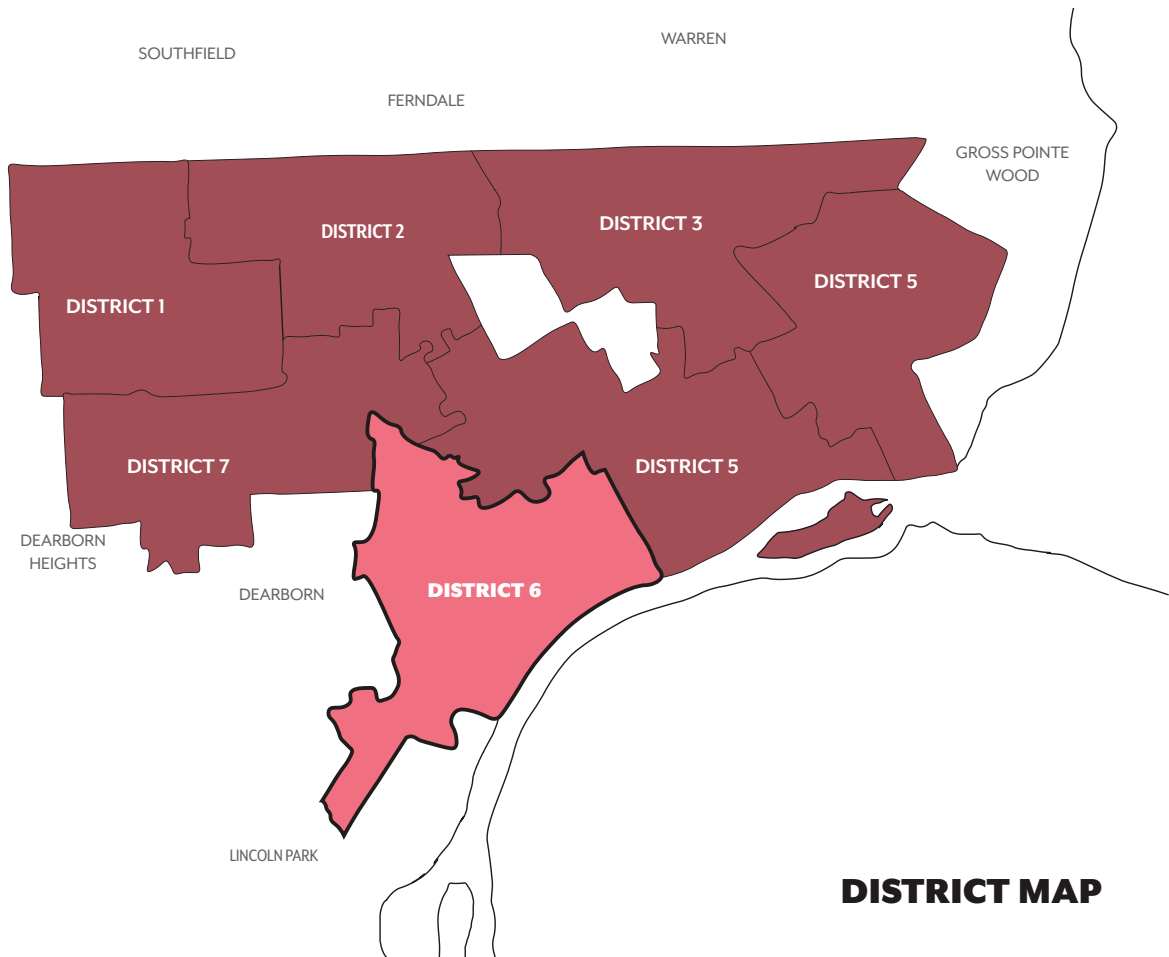 SOUTHFIELD
WARREN
FERNDALE
GROSS POINTE
WOOD
DISTRICT 2
DISTRICT 3
DISTRICT 1
DISTRICT 5
DISTRICT 7
DISTRICT 5
DEARBORN
HEIGHTS
DEARBORN
DISTRICT 6
LINCOLN PARK
DISTRICT MAP